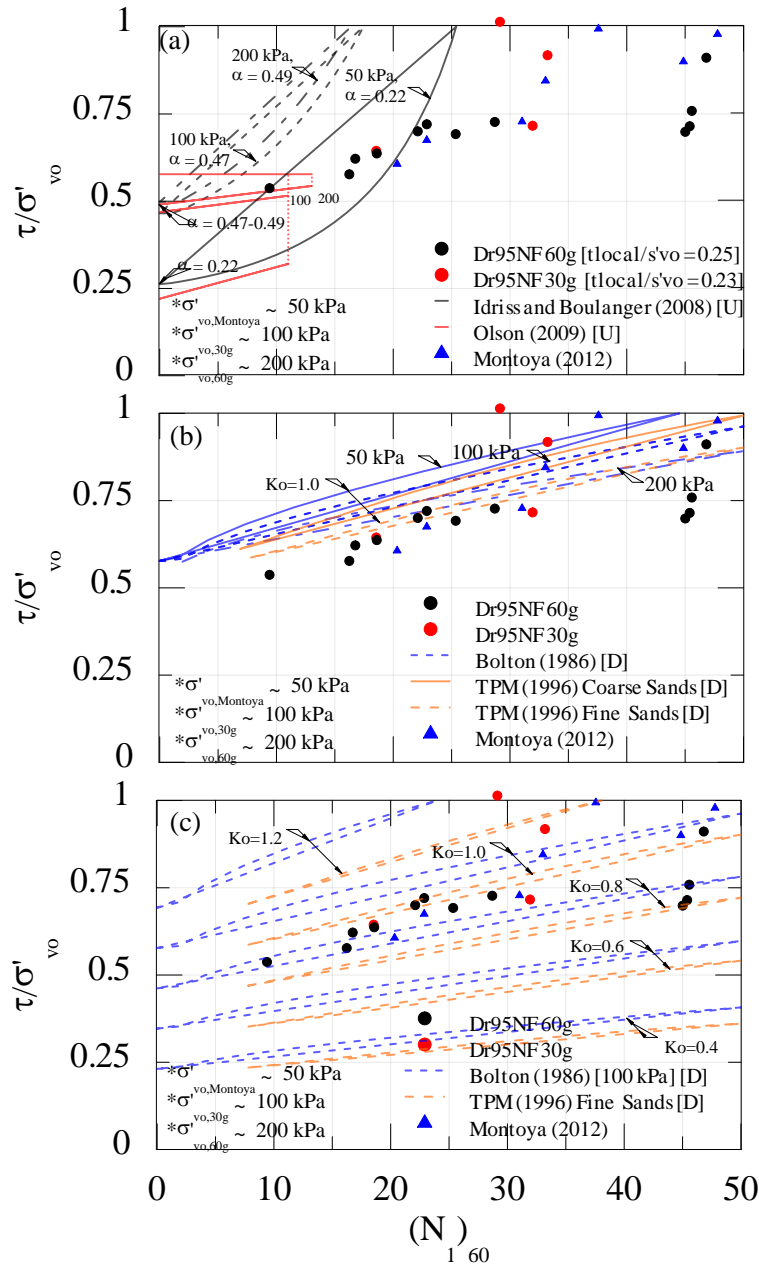 1
(a)
200 kPa,
α = 0.49
50 kPa,
α = 0.22
0.75
100 kPa,
α = 0.47
τ/σ'vo
0.5
100 200
α = 0.47-0.49
α = 0.22
0.25
Dr95NF60g [tlocal/s'vo = 0.25]
Dr95NF30g [tlocal/s'vo = 0.23]
Idriss and Boulanger (2008) [U]
Olson (2009) [U]
Montoya (2012)
*σ'vo,Montoya ~ 50 kPa
*σ'vo,30g ~ 100 kPa
*σ'vo,60g ~ 200 kPa
0
1
(b)
50 kPa
100 kPa
200 kPa
Ko=1.0
0.75
τ/σ'vo
0.5
0.25
Dr95NF60g
Dr95NF30g
Bolton (1986) [D]
TPM (1996) Coarse Sands [D]
TPM (1996) Fine Sands [D]
Montoya (2012)
*σ'vo,Montoya ~ 50 kPa
*σ'vo,30g ~ 100 kPa
*σ'vo,60g ~ 200 kPa
0
1
(c)
Ko=1.2
Ko=1.0
Ko=0.8
0.75
τ/σ'vo
Ko=0.6
0.5
Ko=0.4
0.25
Dr95NF60g
Dr95NF30g
Bolton (1986) [100 kPa] [D]
TPM (1996) Fine Sands [D]
Montoya (2012)
*σ'vo,Montoya ~ 50 kPa
*σ'vo,30g ~ 100 kPa
*σ'vo,60g ~ 200 kPa
0
0 10 20 30 40 50
(N1)60